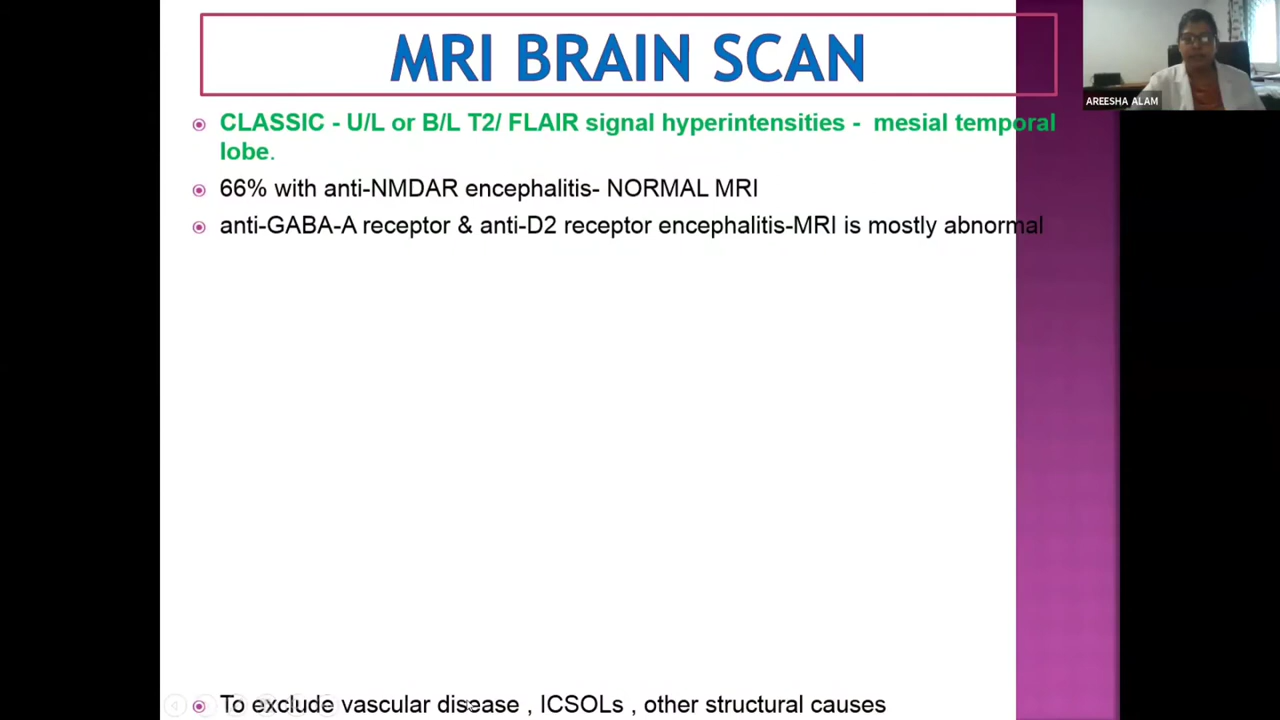 MRI BRAIN SCAN
AREESHA ALAM
CLASSIC - U/L or B/L T2/ FLAIR signal hyperintensities - mesial temporal
lobe.
66% with anti-NMDAR encephalitis- NORMAL MRI
anti-GABA-A receptor & anti-D2 receptor encephalitis-MRI is mostly abnormal
To exclude vascular disease , ICSOLs , other structural causes